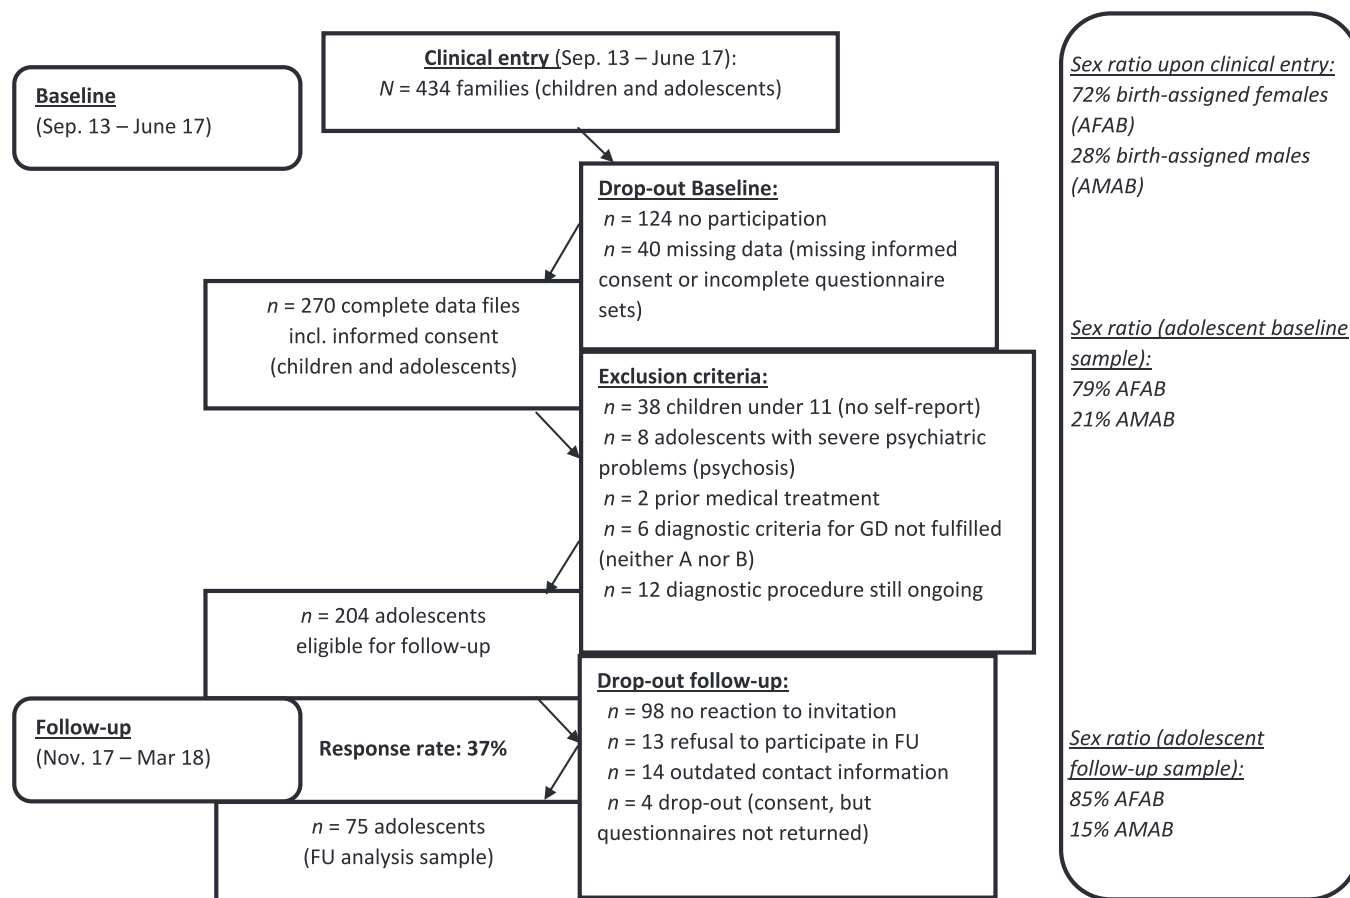 Clinical entry (Sep. 13 – June 17):
N = 434 families (children and adolescents)
Baseline
(Sep. 13 – June 17)
Drop-out Baseline:
n = 124 no participation
n = 40 missing data (missing informed
consent or incomplete questionnaire
sets)
n = 270 complete data files
incl. informed consent
(children and adolescents)
Exclusion criteria:
n = 38 children under 11 (no self-report)
n = 8 adolescents with severe psychiatric
problems (psychosis)
n = 2 prior medical treatment
n = 6 diagnostic criteria for GD not fulfilled
(neither A nor B)
n = 12 diagnostic procedure still ongoing
n = 204 adolescents
eligible for follow-up
Drop-out follow-up:
n = 98 no reaction to invitation
n = 13 refusal to participate in FU
n = 14 outdated contact information
n = 4 drop-out (consent, but
questionnaires not returned)
Follow-up
(Nov. 17 – Mar 18)
Response rate: 37%
n = 75 adolescents
(FU analysis sample)
Sex ratio upon clinical entry:
72% birth-assigned females
(AFAB)
28% birth-assigned males
(AMAB)
Sex ratio (adolescent baseline
sample):
79% AFAB
21% AMAB
Sex ratio (adolescent
follow-up sample):
85% AFAB
15% AMAB